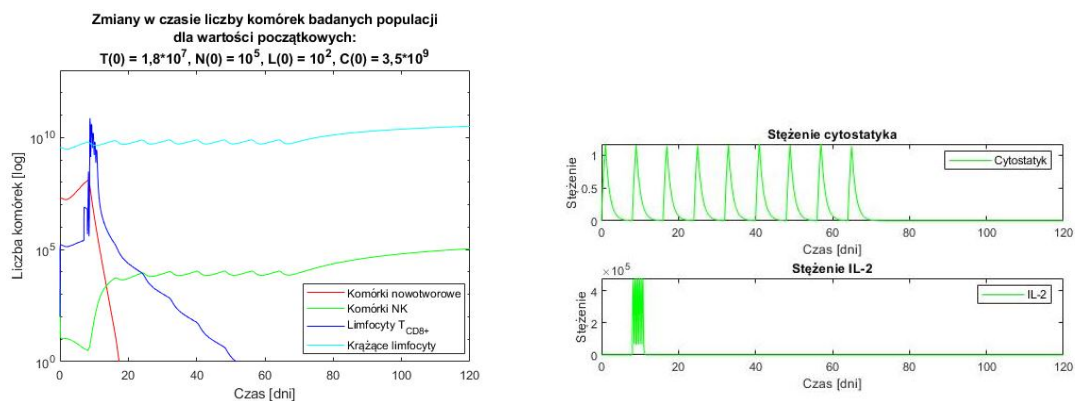 Zmiany w czasie liczby komórek badanych populacji
dla wartości początkowych:
T(0) = 1,8*10^7, N(0) = 10^5, L(0) = 10^2, C(0) = 3,5*10^9
Liczba komórek [log]
10^10
10^5
10^0
0 20 40 60 80 100 120
Czas [dni]
Komórki nowotworowe
Komórki NK
Limfocyty T_CD8+
Krążące limfocyty
Stężenie cytostatyka
Stężenie
1
0.5
0
Cytostatyk
0 20 40 60 80 100 120
Czas [dni]
×10^5
Stężenie IL-2
Stężenie
4
2
0
IL-2
0 20 40 60 80 100 120
Czas [dni]